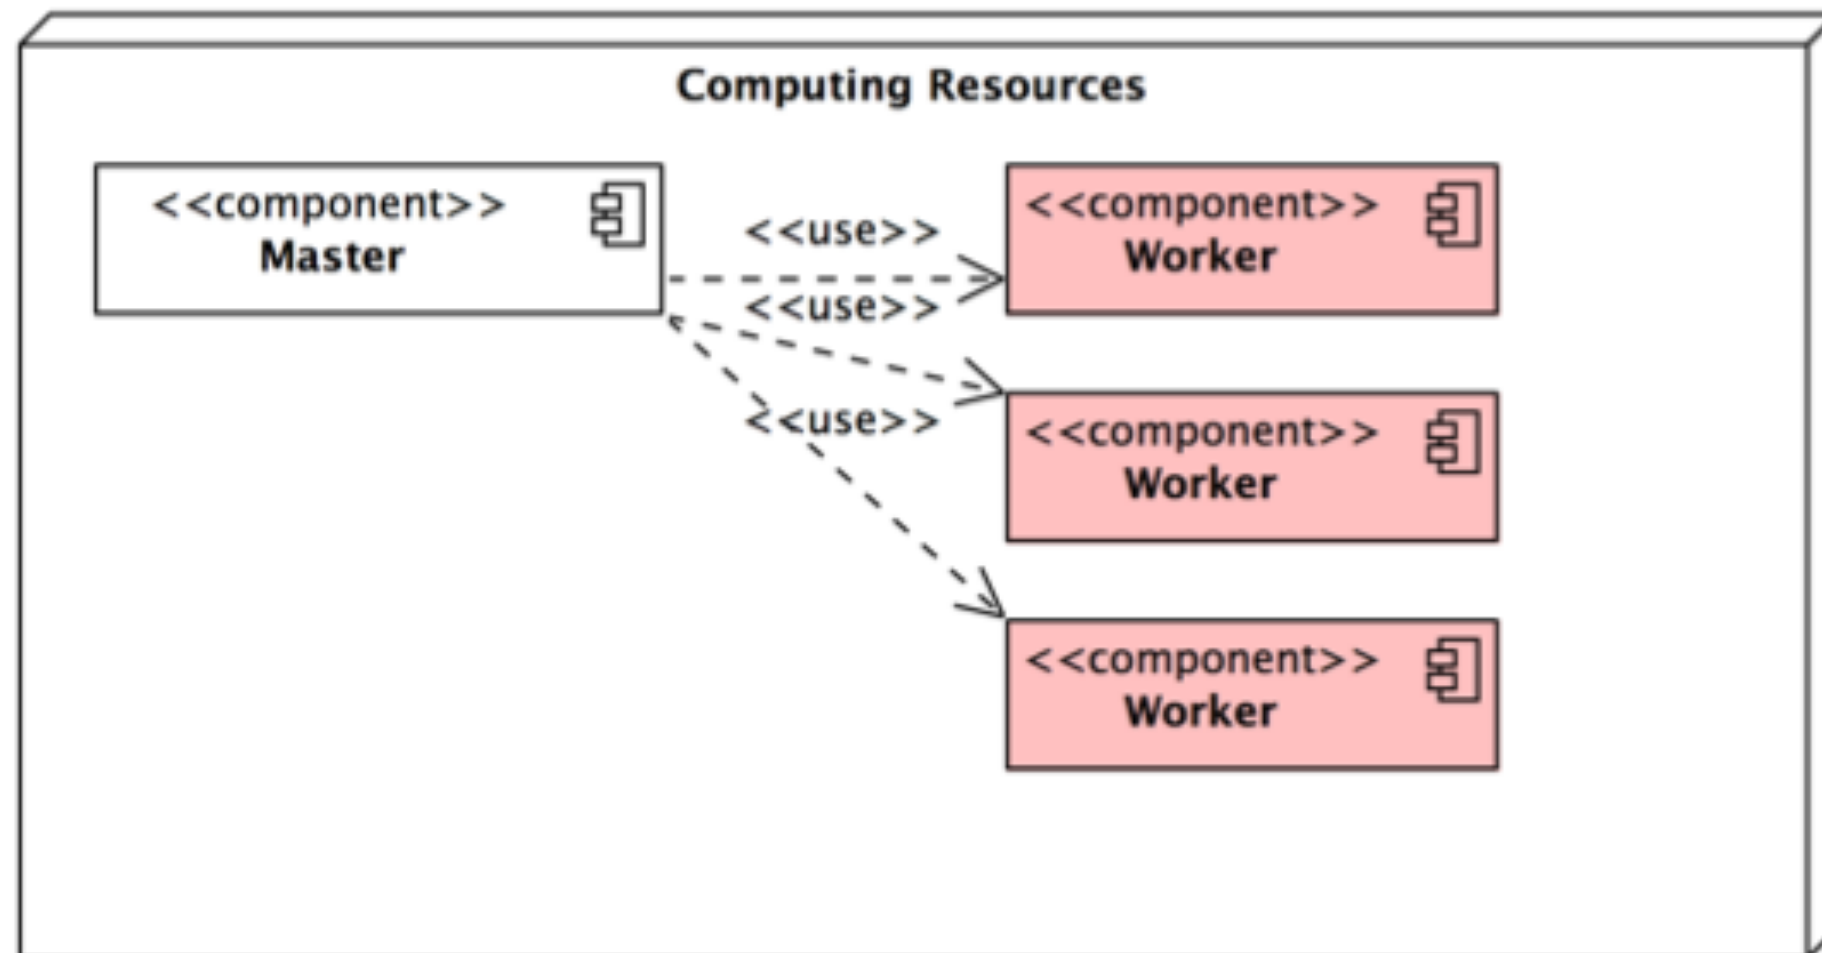 Computing Resources
<<component>>
Master
<<use>>
<<use>>
<<use>>
<<component>>
Worker
<<component>>
Worker
<<component>>
Worker